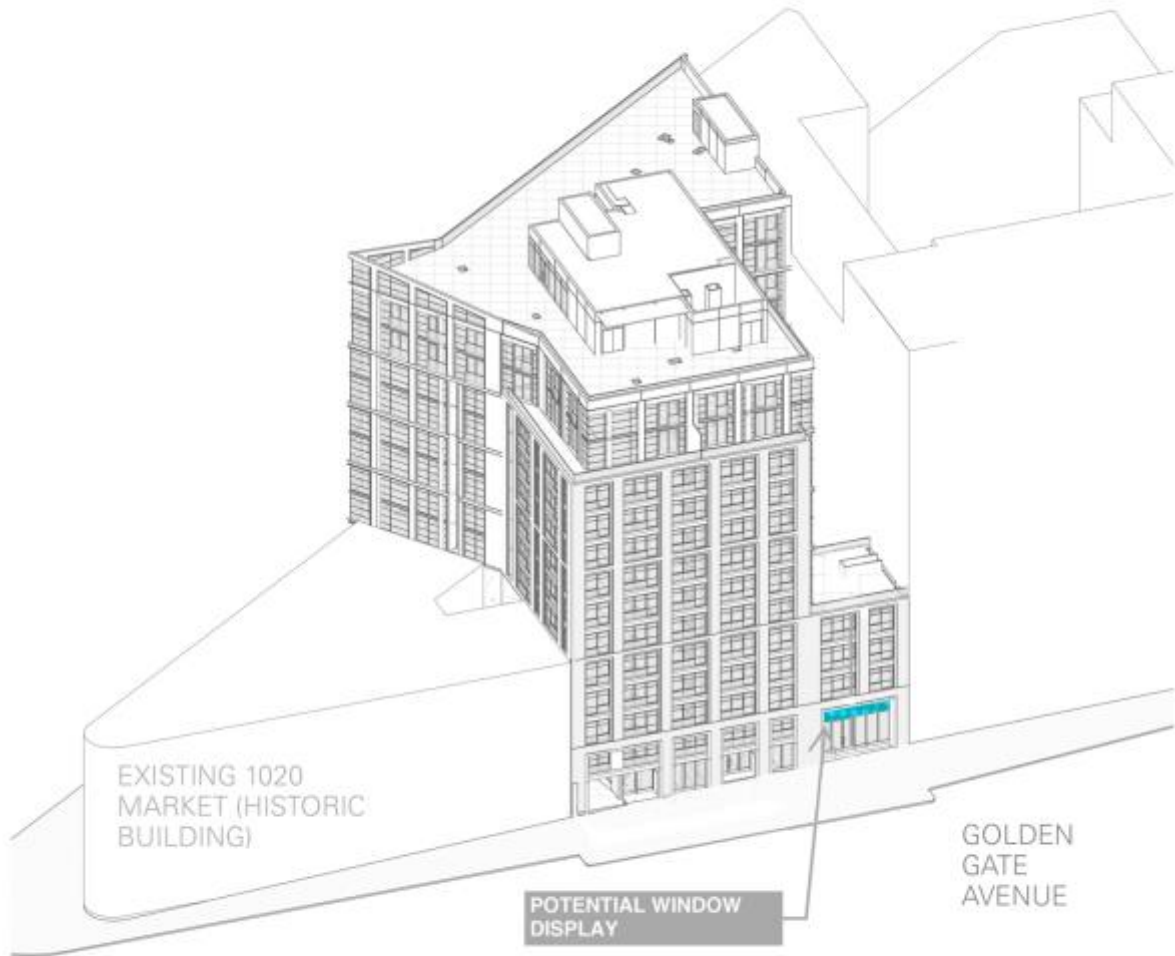 EXISTING 1020
MARKET (HISTORIC
BUILDING)
GOLDEN
GATE
AVENUE
POTENTIAL WINDOW
DISPLAY